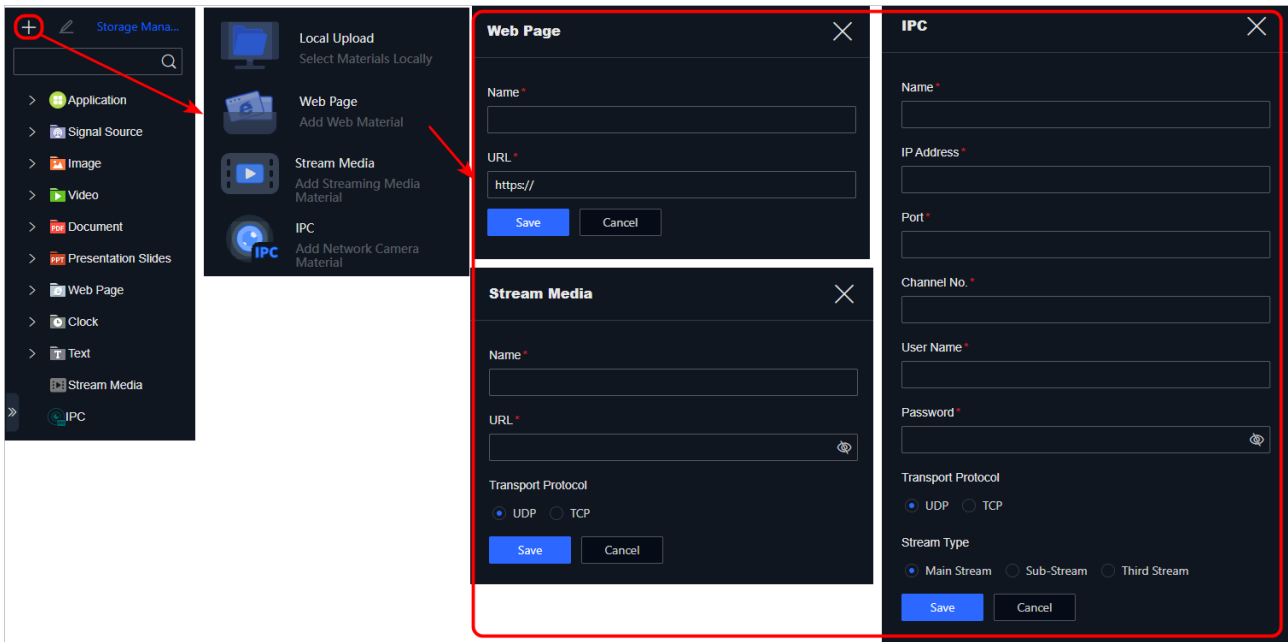 Storage Mana...
Application
Signal Source
Image
Video
PDF Document
PPT Presentation Slides
Web Page
Clock
T Text
Stream Media
IPC
Local Upload
Select Materials Locally
Web Page
Add Web Material
Stream Media
Add Streaming Media
Material
IPC
IPC
Add Network Camera
Material
Web Page
Name*
URL*
https://
Save Cancel
Stream Media
Name*
URL*
Transport Protocol
UDP TCP
Save Cancel
IPC
Name*
IP Address*
Port*
Channel No.*
User Name*
Password*
Transport Protocol
UDP TCP
Stream Type
Main Stream Sub-Stream Third Stream
Save Cancel